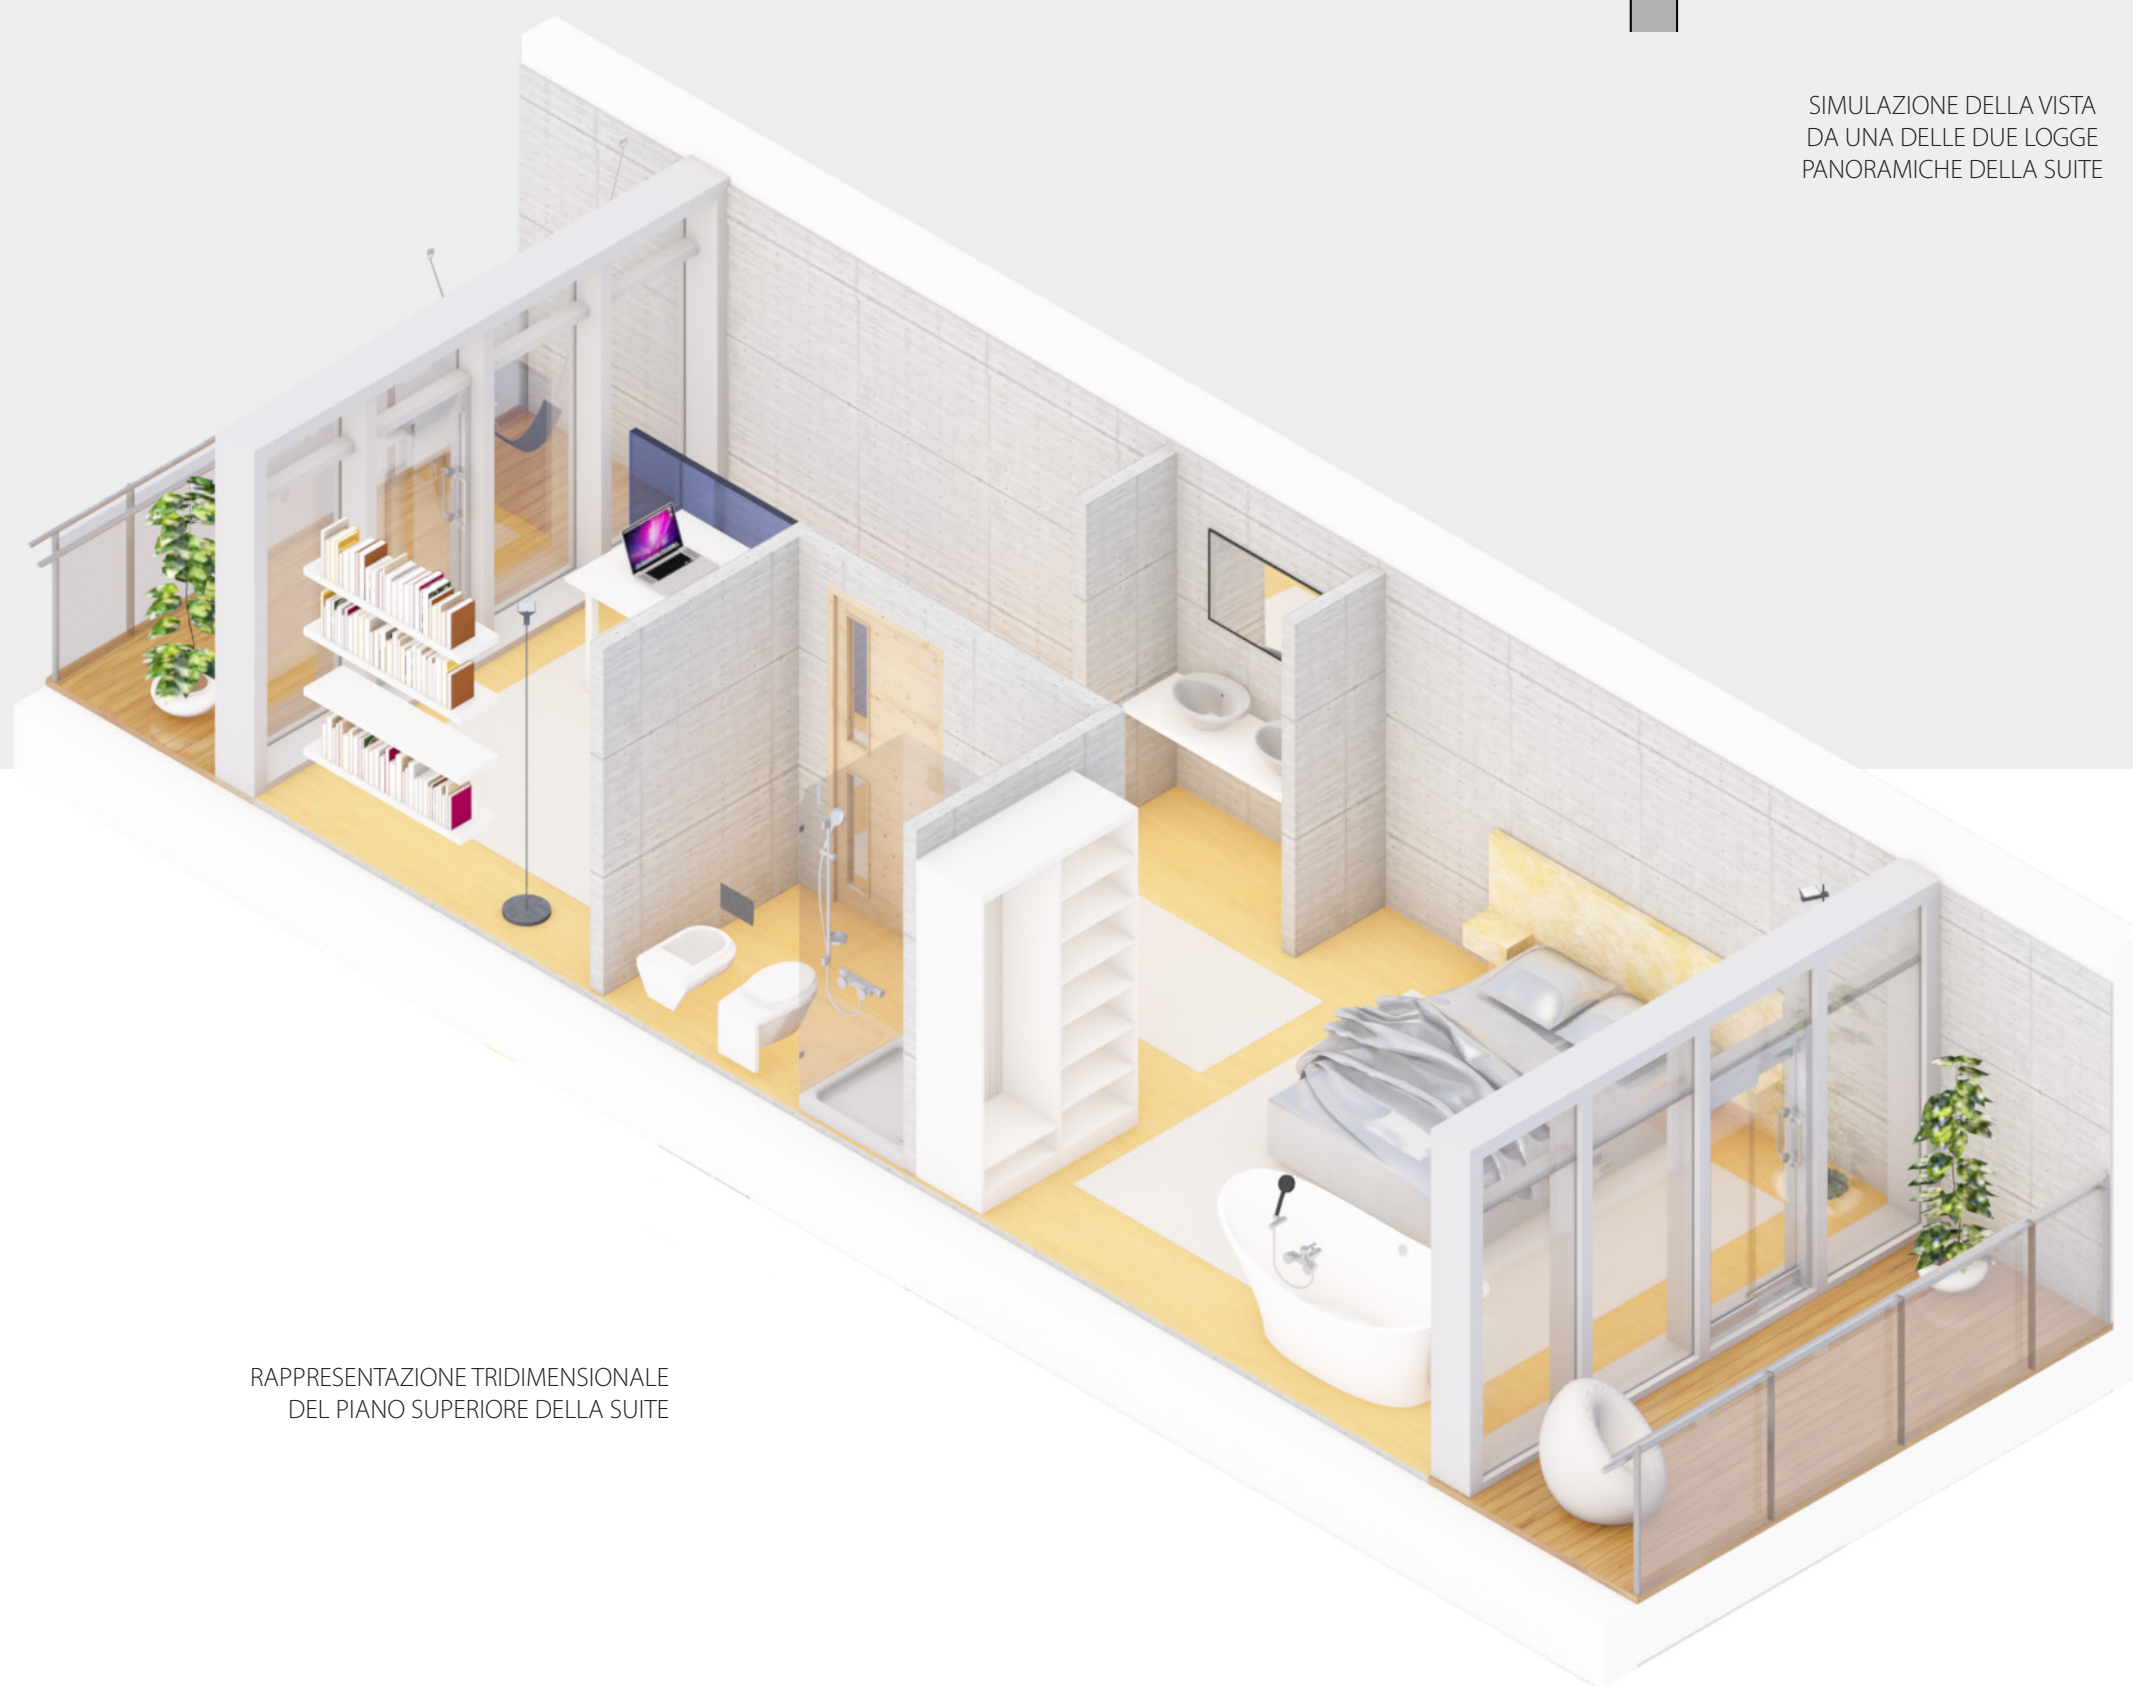 SIMULAZIONE DELLA VISTA
DA UNA DELLE DUE LOGGE
PANORAMICHE DELLA SUITE
RAPPRESENTAZIONE TRIDIMENSIONALE
DEL PIANO SUPERIORE DELLA SUITE